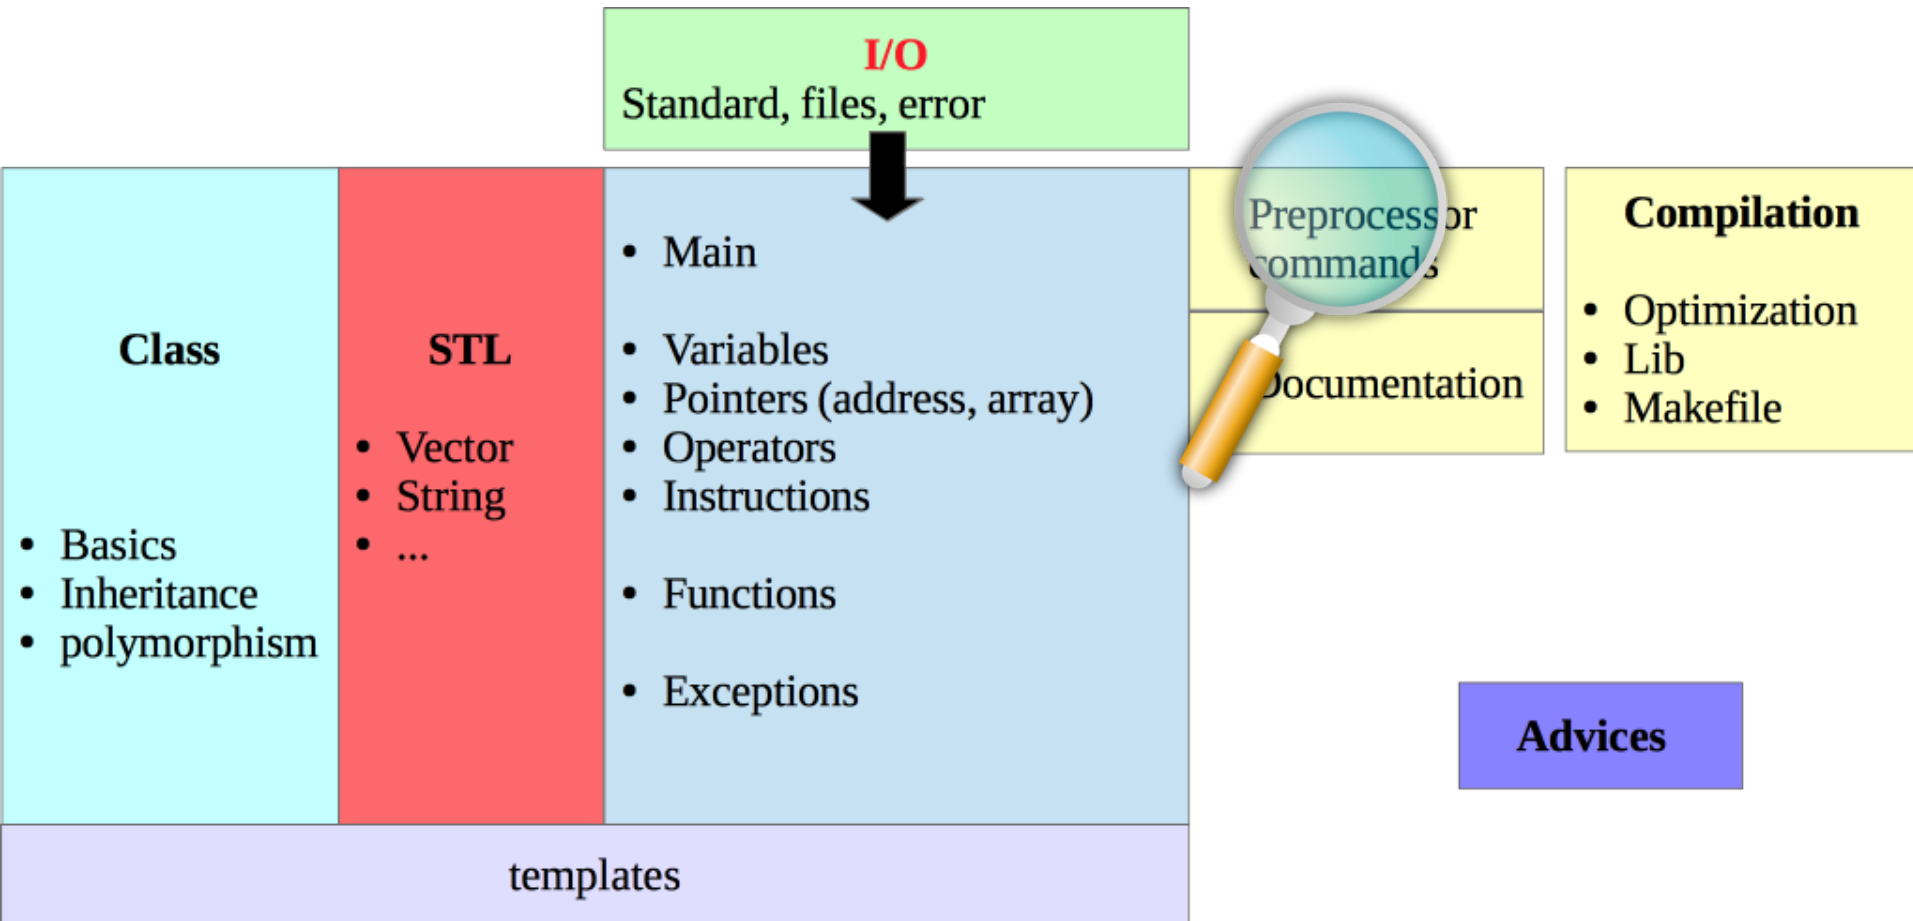 I/O
Standard, files, error
Class
• Basics
• Inheritance
• polymorphism
STL
• Vector
• String
• ...
• Main
• Variables
• Pointers (address, array)
• Operators
• Instructions
• Functions
• Exceptions
Preprocessor
commands
Documentation
Compilation
• Optimization
• Lib
• Makefile
Advices
templates